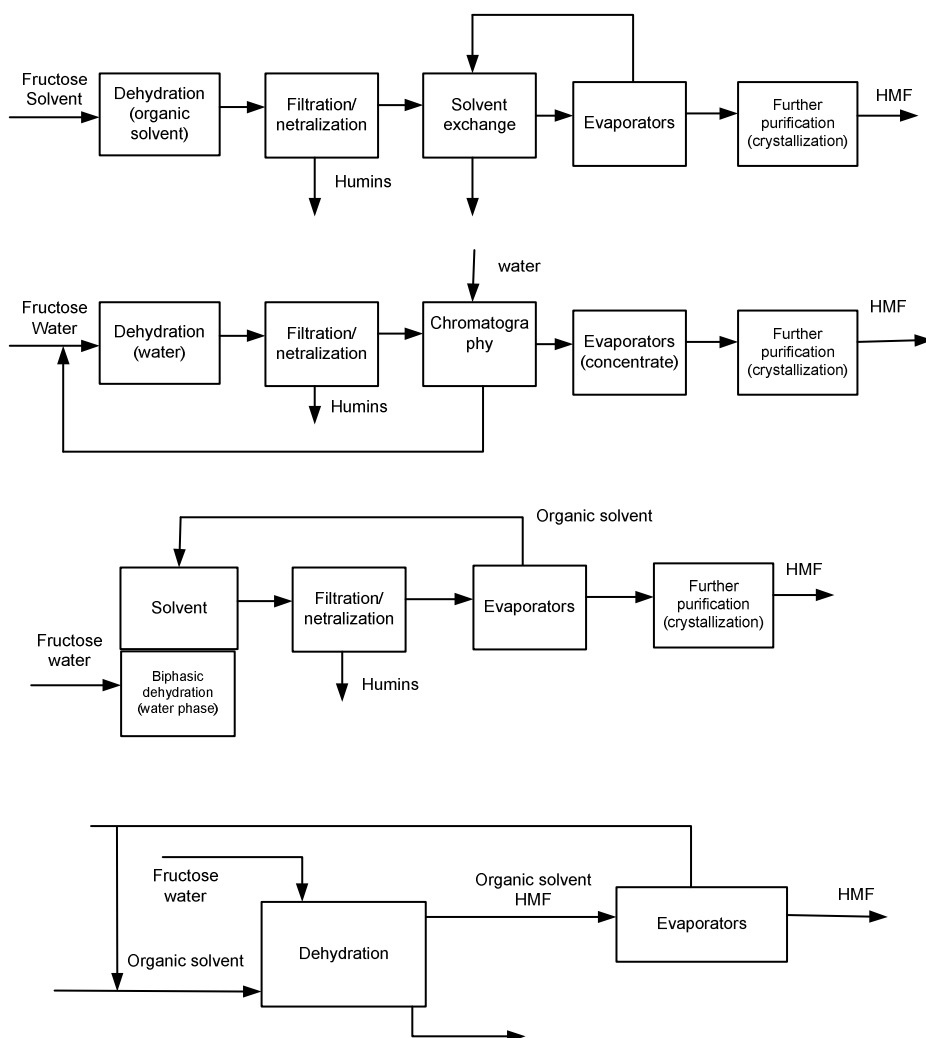 Fructose
Solvent
Dehydration
(organic
solvent)
Filtration/
netralization
Solvent
exchange
Evaporators
Further
purification
(crystallization)
HMF
Humins
water
Fructose
Water
Dehydration
(water)
Filtration/
netralization
Chromatogra
phy
Evaporators
(concentrate)
Further
purification
(crystallization)
HMF
Humins
Organic solvent
Solvent
Filtration/
netralization
Evaporators
Further
purification
(crystallization)
HMF
Fructose
water
Biphasic
dehydration
(water phase)
Humins
Fructose
water
Organic solvent
HMF
Evaporators
HMF
Dehydration
Organic solvent